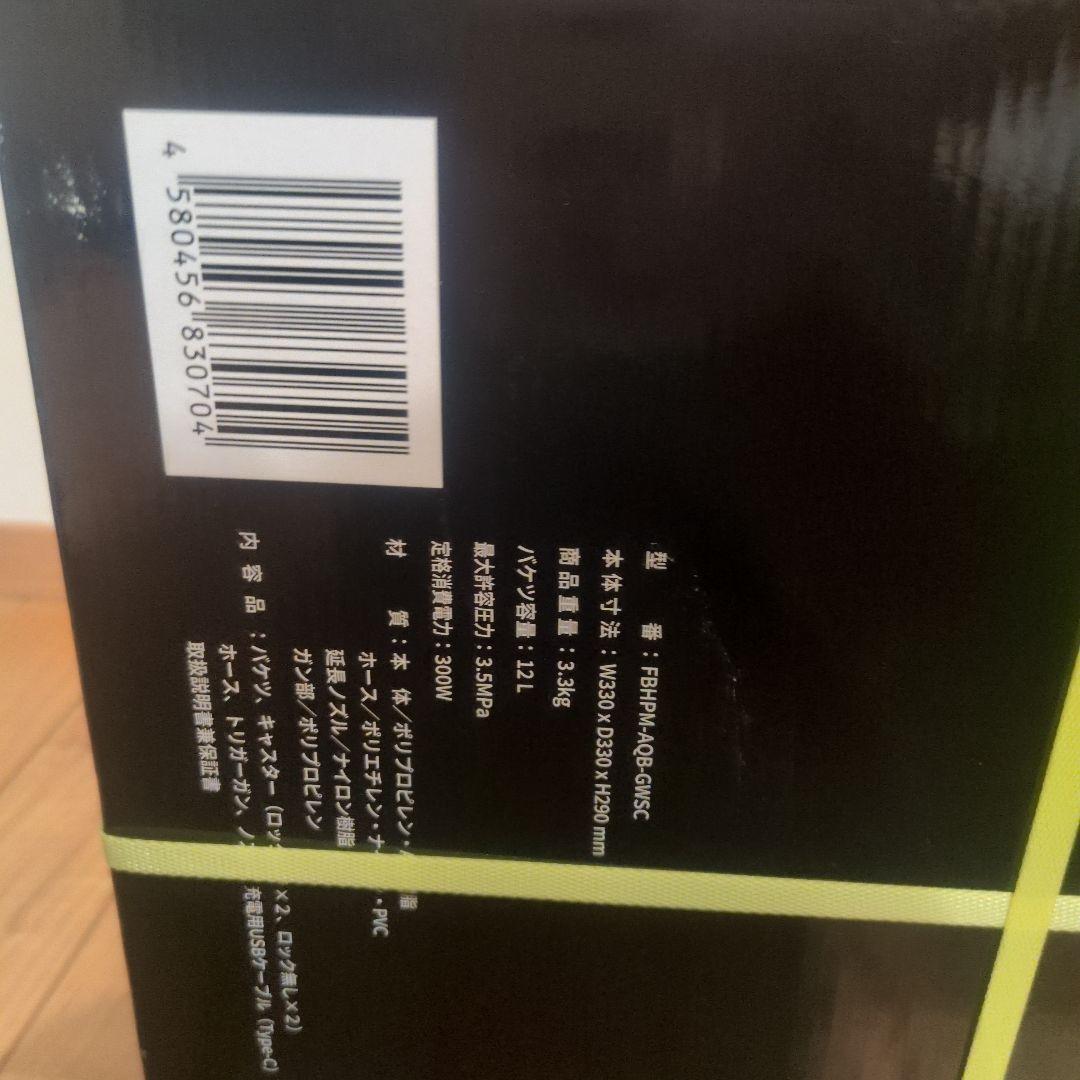 4 580456 830704
型番：FBHPM-AQB-GWSC
本体寸法：W330 x D330 x H290 mm
商品重量：3.3kg
バケツ容量：12 L
最大許容圧力：3.5MPa
定格消費電力：300W
材質：本 体／ポリプロピレン・ 脂
ホース／ポリエチレン・ナ ・PVC
延長ノズル／ナイロン樹脂
ガン部／ポリプロピレン
内容品：バケツ、キャスター（ロッ ×2、ロック無し×2）
ホース、トリガーガン、ノ 充電用USBケーブル（Type-C）
取扱説明書兼保証書